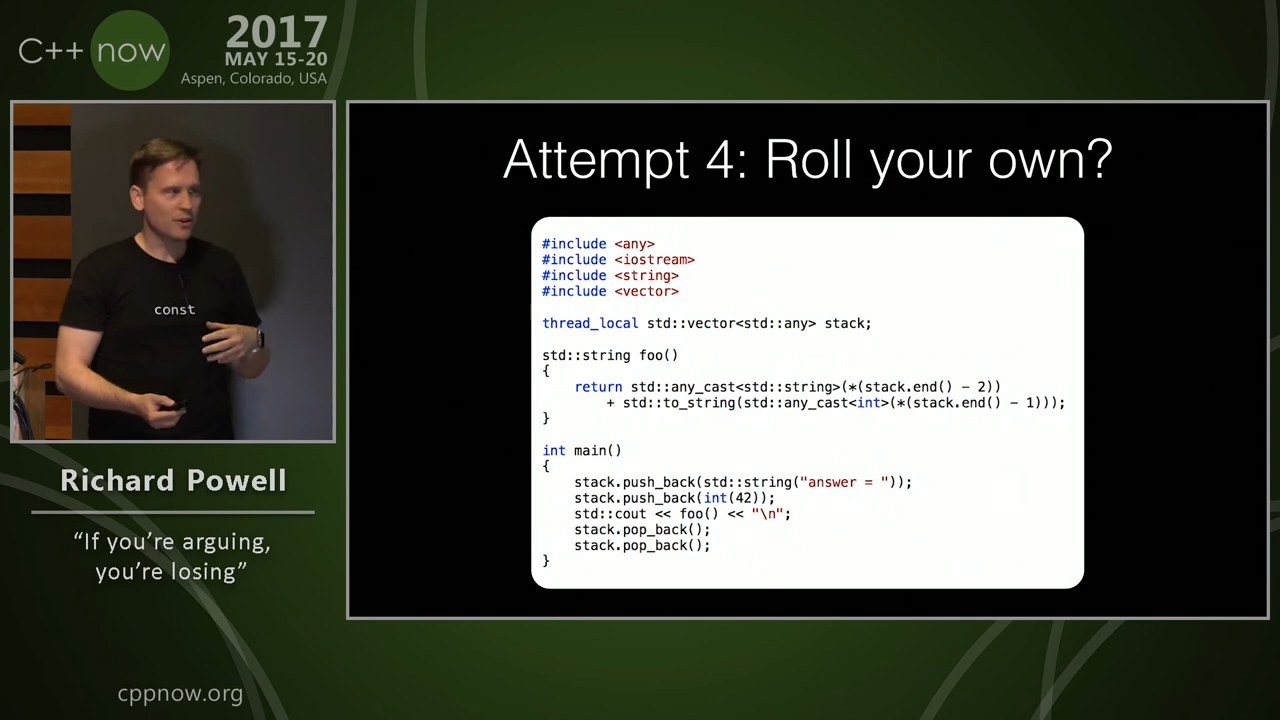 C++ now
2017
MAY 15-20
Aspen, Colorado, USA
const
Richard Powell
“If you’re arguing,
you’re losing”
cppnow.org
Attempt 4: Roll your own?
#include <any>
#include <iostream>
#include <string>
#include <vector>
thread_local std::vector<std::any> stack;
std::string foo()
{
    return std::any_cast<std::string>(*(stack.end() - 2))
        + std::to_string(std::any_cast<int>(*(stack.end() - 1)));
}
int main()
{
    stack.push_back(std::string("answer = "));
    stack.push_back(int(42));
    std::cout << foo() << "\n";
    stack.pop_back();
    stack.pop_back();
}